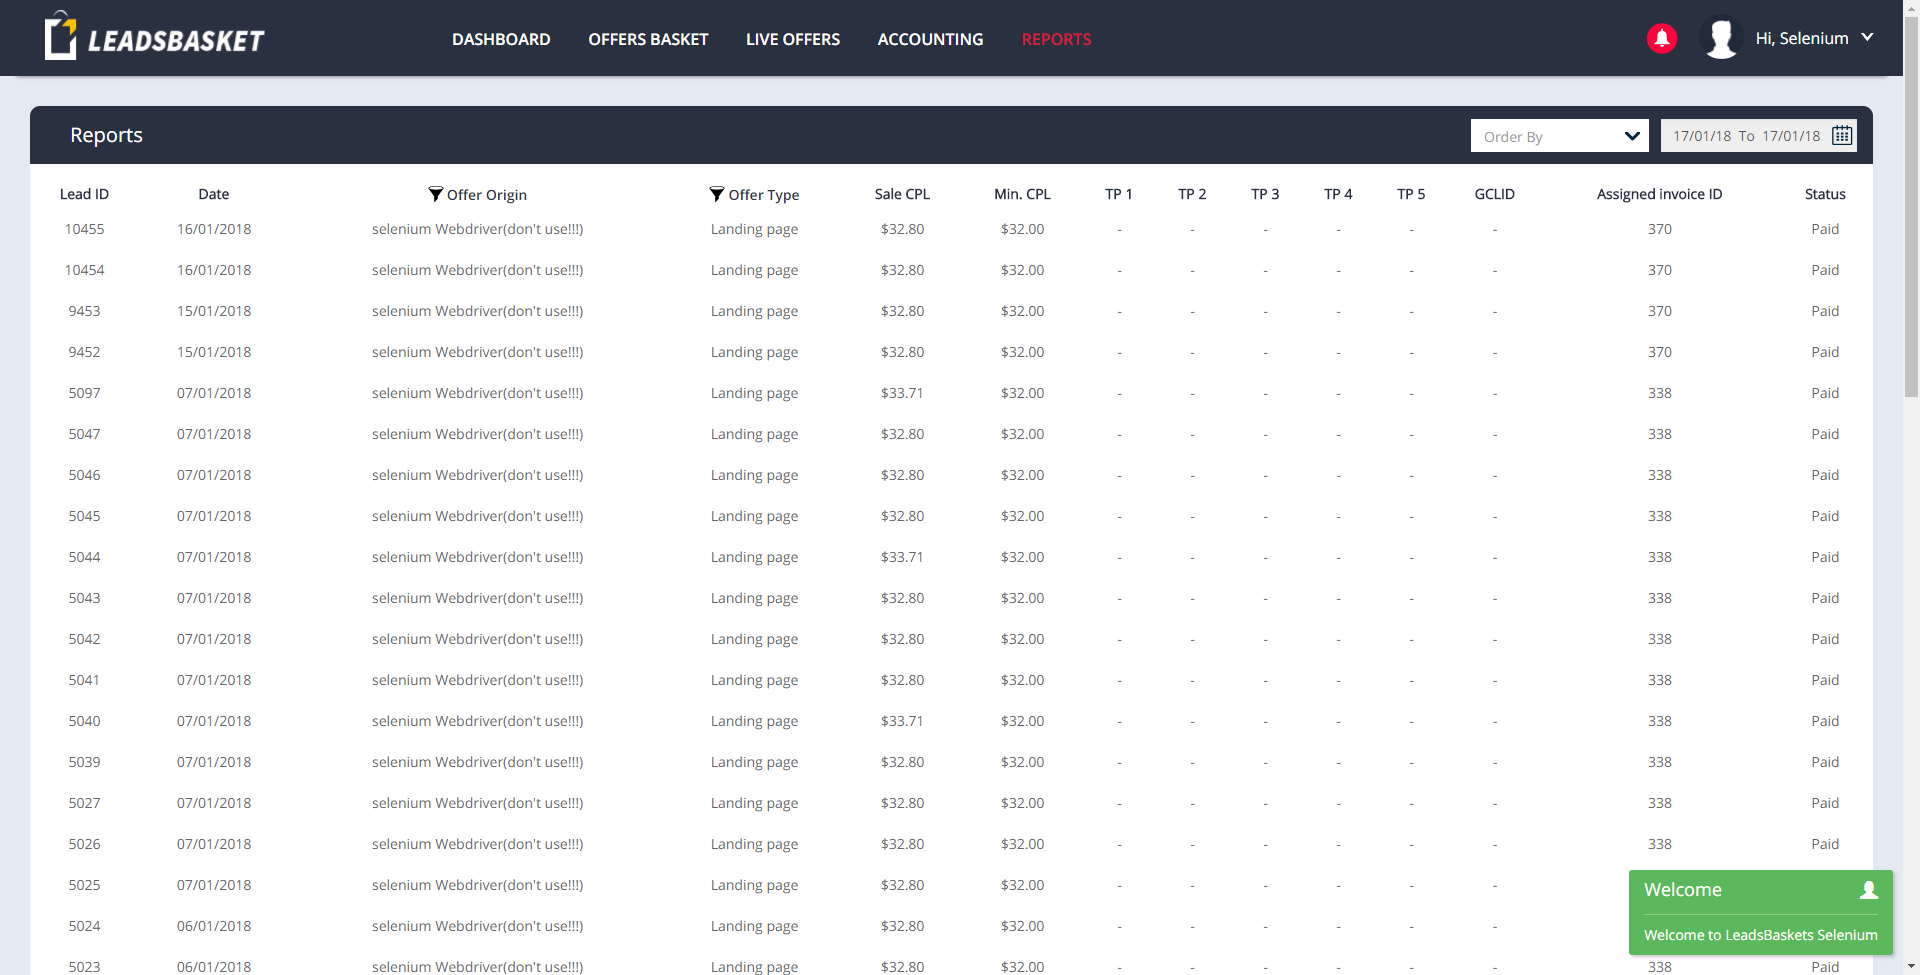 LEADSBASKET DASHBOARD OFFERS BASKET LIVE OFFERS ACCOUNTING REPORTS Hi, Selenium
Reports Order By 17/01/18 To 17/01/18
Lead ID Date Offer Origin Offer Type Sale CPL Min. CPL TP 1 TP 2 TP 3 TP 4 TP 5 GCLID Assigned invoice ID Status
10455 16/01/2018 selenium Webdriver(don't use!!!) Landing page $32.80 $32.00 - - - - - - 370 Paid
10454 16/01/2018 selenium Webdriver(don't use!!!) Landing page $32.80 $32.00 - - - - - - 370 Paid
9453 15/01/2018 selenium Webdriver(don't use!!!) Landing page $32.80 $32.00 - - - - - - 370 Paid
9452 15/01/2018 selenium Webdriver(don't use!!!) Landing page $32.80 $32.00 - - - - - - 370 Paid
5097 07/01/2018 selenium Webdriver(don't use!!!) Landing page $33.71 $32.00 - - - - - - 338 Paid
5047 07/01/2018 selenium Webdriver(don't use!!!) Landing page $32.80 $32.00 - - - - - - 338 Paid
5046 07/01/2018 selenium Webdriver(don't use!!!) Landing page $32.80 $32.00 - - - - - - 338 Paid
5045 07/01/2018 selenium Webdriver(don't use!!!) Landing page $32.80 $32.00 - - - - - - 338 Paid
5044 07/01/2018 selenium Webdriver(don't use!!!) Landing page $33.71 $32.00 - - - - - - 338 Paid
5043 07/01/2018 selenium Webdriver(don't use!!!) Landing page $32.80 $32.00 - - - - - - 338 Paid
5042 07/01/2018 selenium Webdriver(don't use!!!) Landing page $32.80 $32.00 - - - - - - 338 Paid
5041 07/01/2018 selenium Webdriver(don't use!!!) Landing page $32.80 $32.00 - - - - - - 338 Paid
5040 07/01/2018 selenium Webdriver(don't use!!!) Landing page $33.71 $32.00 - - - - - - 338 Paid
5039 07/01/2018 selenium Webdriver(don't use!!!) Landing page $32.80 $32.00 - - - - - - 338 Paid
5027 07/01/2018 selenium Webdriver(don't use!!!) Landing page $32.80 $32.00 - - - - - - 338 Paid
5026 07/01/2018 selenium Webdriver(don't use!!!) Landing page $32.80 $32.00 - - - - - - 338 Paid
5025 07/01/2018 selenium Webdriver(don't use!!!) Landing page $32.80 $32.00 - - - - - -
5024 06/01/2018 selenium Webdriver(don't use!!!) Landing page $32.80 $32.00 - - - - - -
5023 06/01/2018 selenium Webdriver(don't use!!!) Landing page $32.80 $32.00 - - - - - - 338 Paid
Welcome
Welcome to LeadsBaskets Selenium